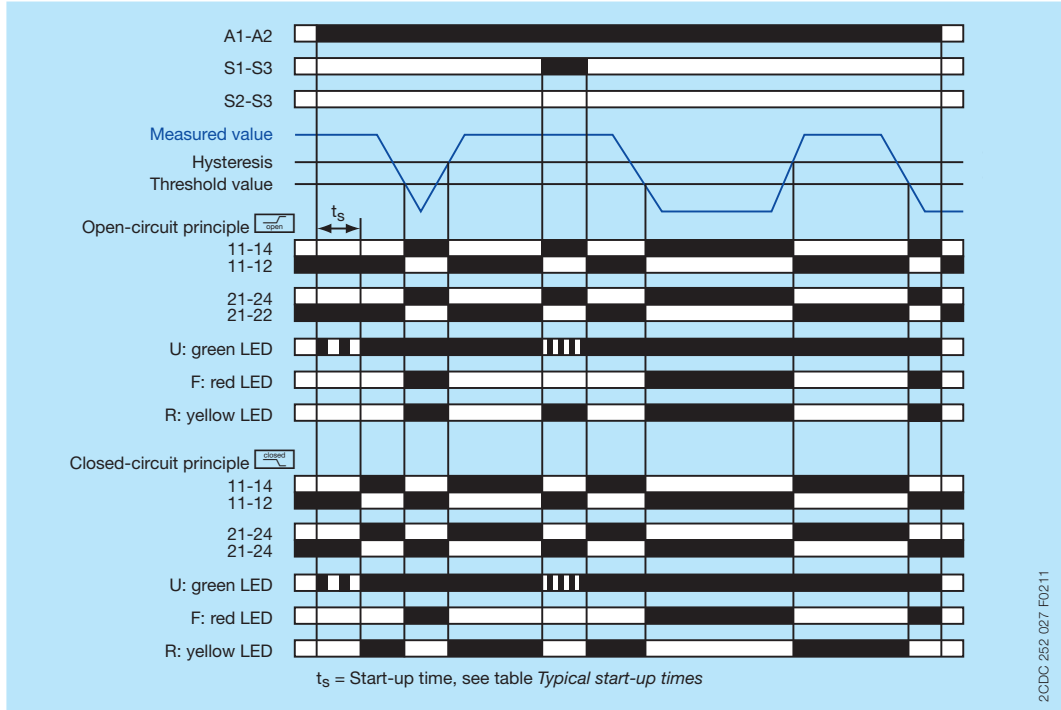 A1-A2
S1-S3
S2-S3
Measured value
Hysteresis
Threshold value
ts
Open-circuit principle open
11-14
11-12
21-24
21-22
U: green LED
F: red LED
R: yellow LED
Closed-circuit principle closed
11-14
11-12
21-24
21-24
U: green LED
F: red LED
R: yellow LED
ts = Start-up time, see table Typical start-up times
2CDC 252 027 F0211